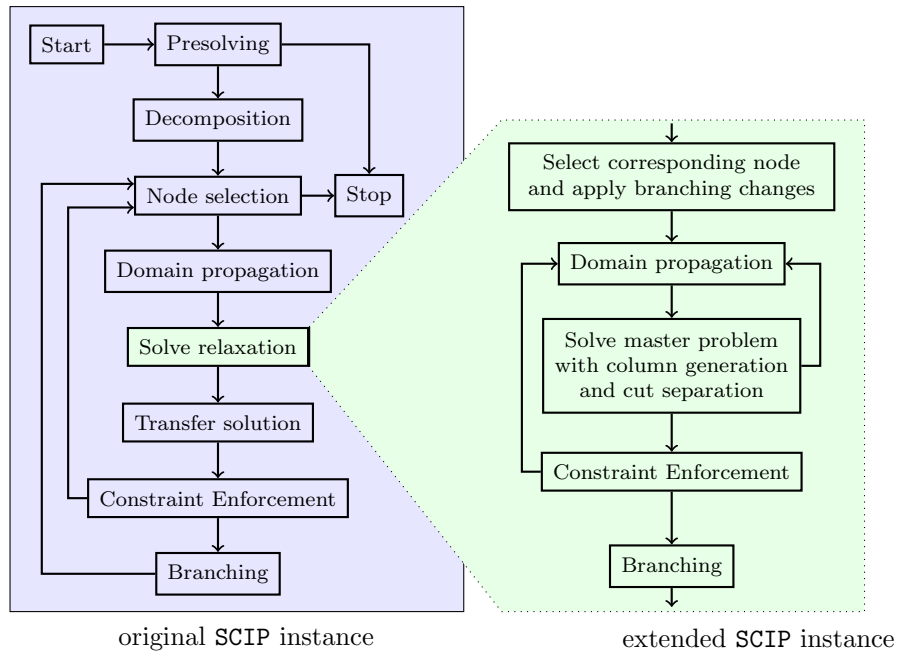 Start
Presolving
Decomposition
Node selection
Stop
Domain propagation
Solve relaxation
Transfer solution
Constraint Enforcement
Branching
original SCIP instance
Select corresponding node
and apply branching changes
Domain propagation
Solve master problem
with column generation
and cut separation
Constraint Enforcement
Branching
extended SCIP instance